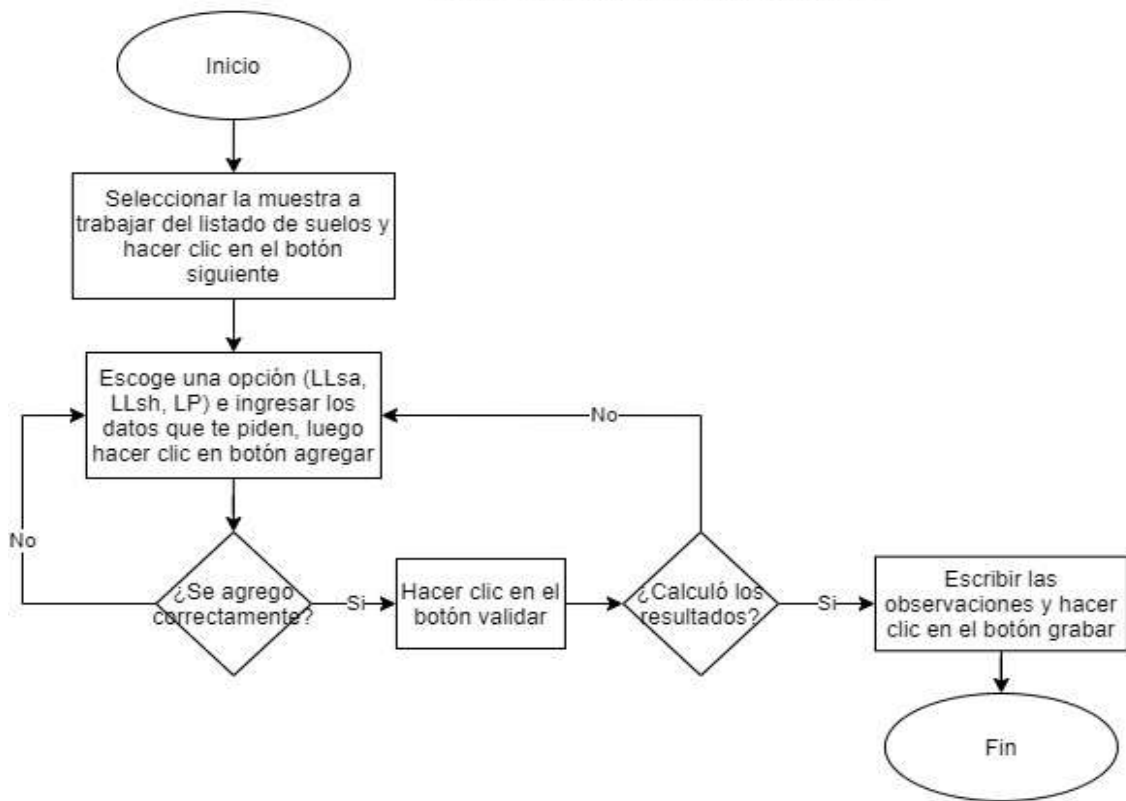 Inicio
Seleccionar la muestra a
trabajar del listado de suelos y
hacer clic en el botón
siguiente
Escoge una opción (LLsa,
LLsh, LP) e ingresar los
datos que te piden, luego
hacer clic en botón agregar
No
No
¿Se agrego
correctamente?
Si
Hacer clic en el
botón validar
¿Calculó los
resultados?
Si
Escribir las
observaciones y hacer
clic en el botón grabar
Fin